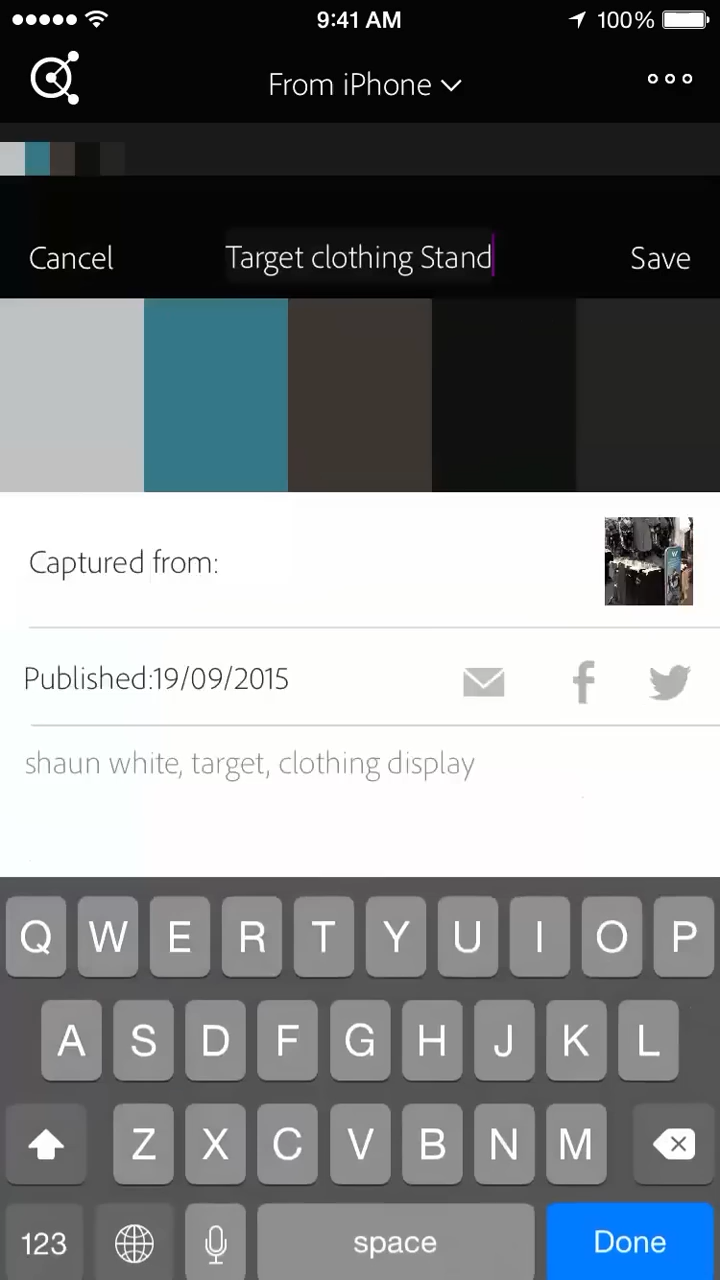 9:41 AM 100%
From iPhone
Cancel Target clothing Stand Save
Captured from:
Published:19/09/2015
shaun white, target, clothing display
Q W E R T Y U I O P
A S D F G H J K L
Z X C V B N M
123 space Done